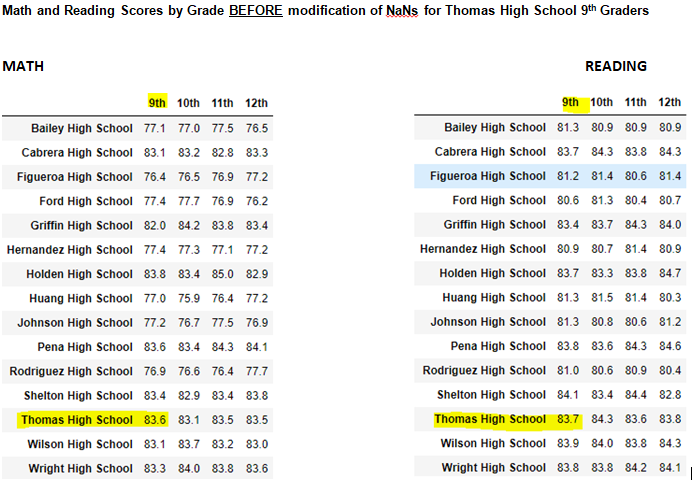 Math and Reading Scores by Grade BEFORE modification of NaNs for Thomas High School 9th Graders
MATH
9th 10th 11th 12th
Bailey High School 77.1 77.0 77.5 76.5
Cabrera High School 83.1 83.2 82.8 83.3
Figueroa High School 76.4 76.5 76.9 77.2
Ford High School 77.4 77.7 76.9 76.2
Griffin High School 82.0 84.2 83.8 83.4
Hernandez High School 77.4 77.3 77.1 77.2
Holden High School 83.8 83.4 85.0 82.9
Huang High School 77.0 75.9 76.4 77.2
Johnson High School 77.2 76.7 77.5 76.9
Pena High School 83.6 83.4 84.3 84.1
Rodriguez High School 76.9 76.6 76.4 77.7
Shelton High School 83.4 82.9 83.4 83.8
Thomas High School 83.6 83.1 83.5 83.5
Wilson High School 83.1 83.7 83.2 83.0
Wright High School 83.3 84.0 83.8 83.6
READING
9th 10th 11th 12th
Bailey High School 81.3 80.9 80.9 80.9
Cabrera High School 83.7 84.3 83.8 84.3
Figueroa High School 81.2 81.4 80.6 81.4
Ford High School 80.6 81.3 80.4 80.7
Griffin High School 83.4 83.7 84.3 84.0
Hernandez High School 80.9 80.7 81.4 80.9
Holden High School 83.7 83.3 83.8 84.7
Huang High School 81.3 81.5 81.4 80.3
Johnson High School 81.3 80.8 80.6 81.2
Pena High School 83.8 83.6 84.3 84.6
Rodriguez High School 81.0 80.6 80.9 80.4
Shelton High School 84.1 83.4 84.4 82.8
Thomas High School 83.7 84.3 83.6 83.8
Wilson High School 83.9 84.0 83.8 84.3
Wright High School 83.8 83.8 84.2 84.1